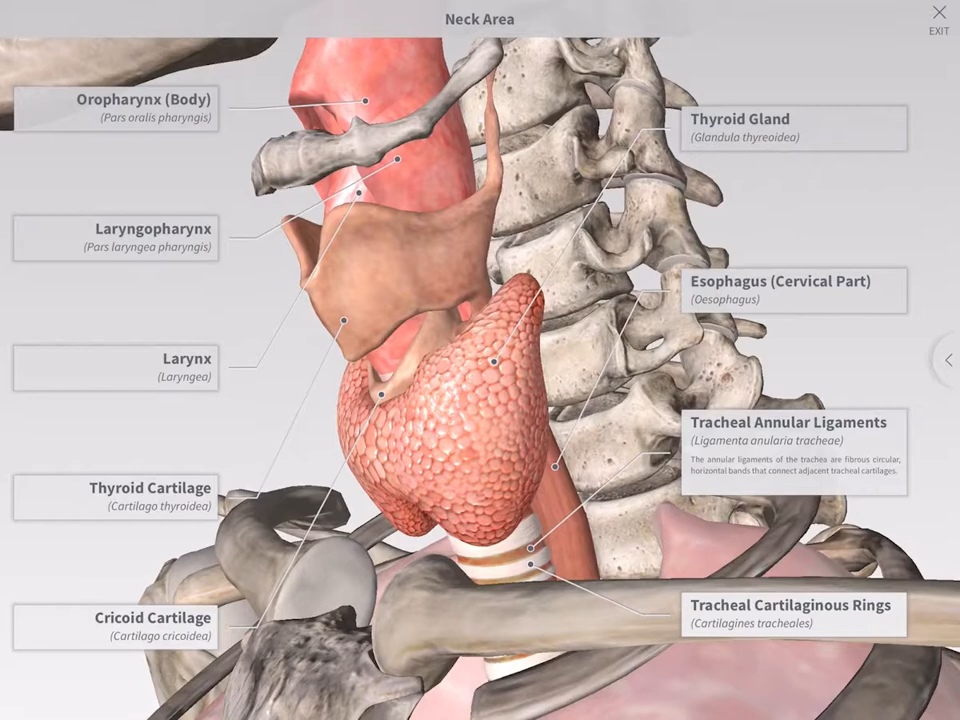 Neck Area
EXIT
Oropharynx (Body)
(Pars oralis pharyngis)
Laryngopharynx
(Pars laryngea pharyngis)
Larynx
(Laryngea)
Thyroid Cartilage
(Cartilago thyroidea)
Cricoid Cartilage
(Cartilago cricoidea)
Thyroid Gland
(Glandula thyreoidea)
Esophagus (Cervical Part)
(Oesophagus)
Tracheal Annular Ligaments
(Ligamenta anularia tracheae)
The annular ligaments of the trachea are fibrous circular,
horizontal bands that connect adjacent tracheal cartilages.
Tracheal Cartilaginous Rings
(Cartilagines tracheales)